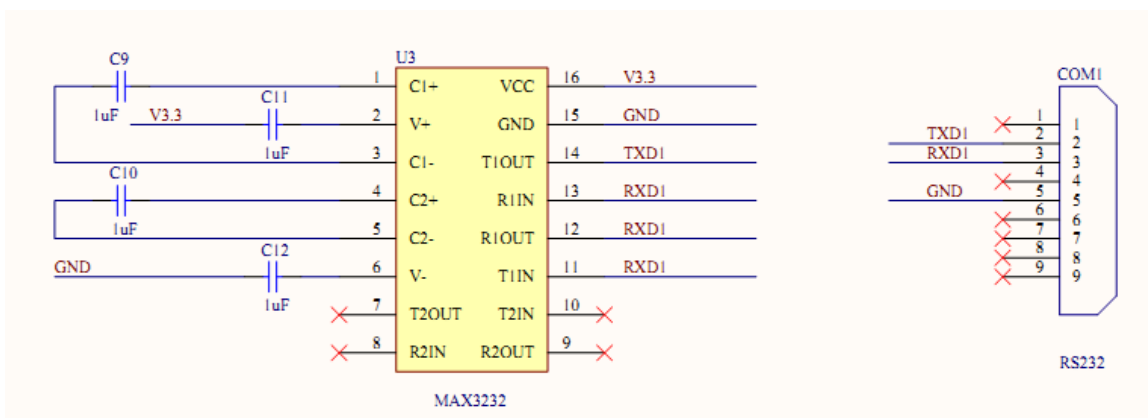 U3
C9
1uF
1 C1+ VCC 16 V3.3
V3.3 C11
1uF
2 V+ GND 15 GND
3 C1- T1OUT 14 TXD1
C10
1uF
4 C2+ R1IN 13 RXD1
5 C2- R1OUT 12 RXD1
GND C12
1uF
6 V- T1IN 11 RXD1
7 T2OUT T2IN 10
8 R2IN R2OUT 9
MAX3232
COM1
1 1
TXD1 2 2
RXD1 3 3
4 4
GND 5 5
6 6
7 7
8 8
9 9
RS232